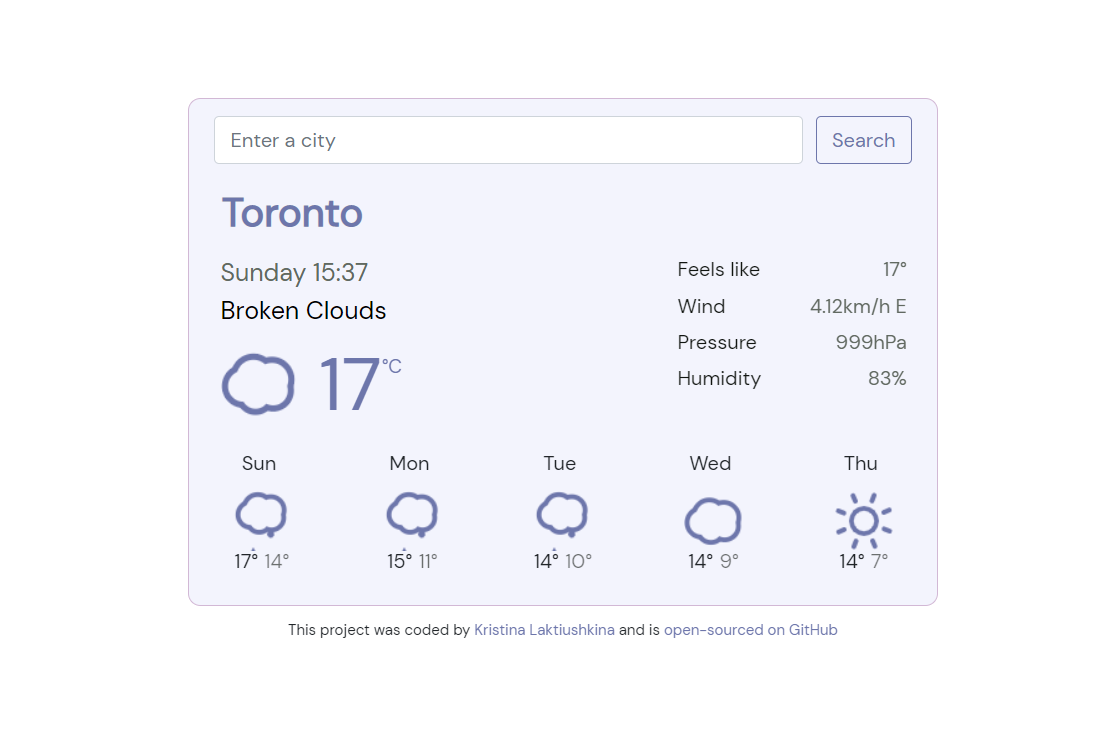 Enter a city
Search
Toronto
Sunday 15:37
Broken Clouds
17°C
Feels like 17°
Wind 4.12km/h E
Pressure 999hPa
Humidity 83%
Sun Mon Tue Wed Thu
17° 14° 15° 11° 14° 10° 14° 9° 14° 7°
This project was coded by Kristina Laktiushkina and is open-sourced on GitHub